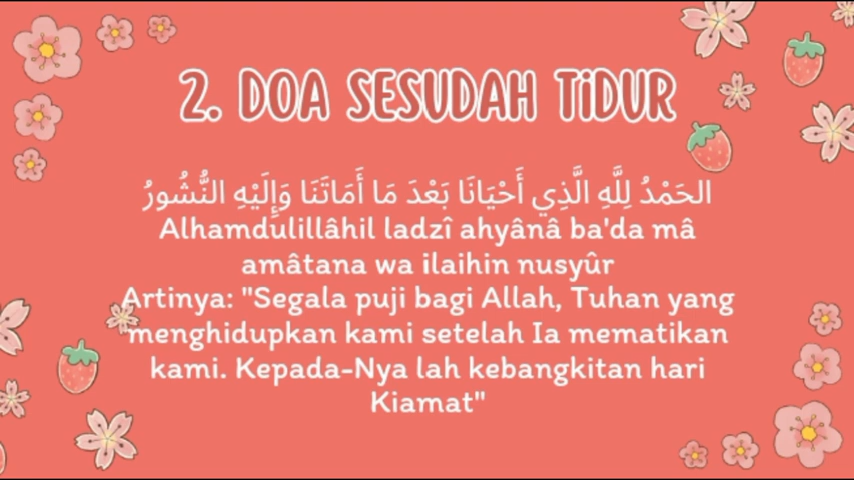 2. DOA SESUDAH TiDUR
الحَمْدُ لِلَّهِ الَّذِي أَحْيَانَا بَعْدَ مَا أَمَاتَنَا وَإِلَيْهِ النُّشُورُ
Alhamdulillâhil ladzî ahyânâ ba'da mâ
amâtana wa ilaihin nusyûr
Artinya: "Segala puji bagi Allah, Tuhan yang
menghidupkan kami setelah Ia mematikan
kami. Kepada-Nya lah kebangkitan hari
Kiamat"